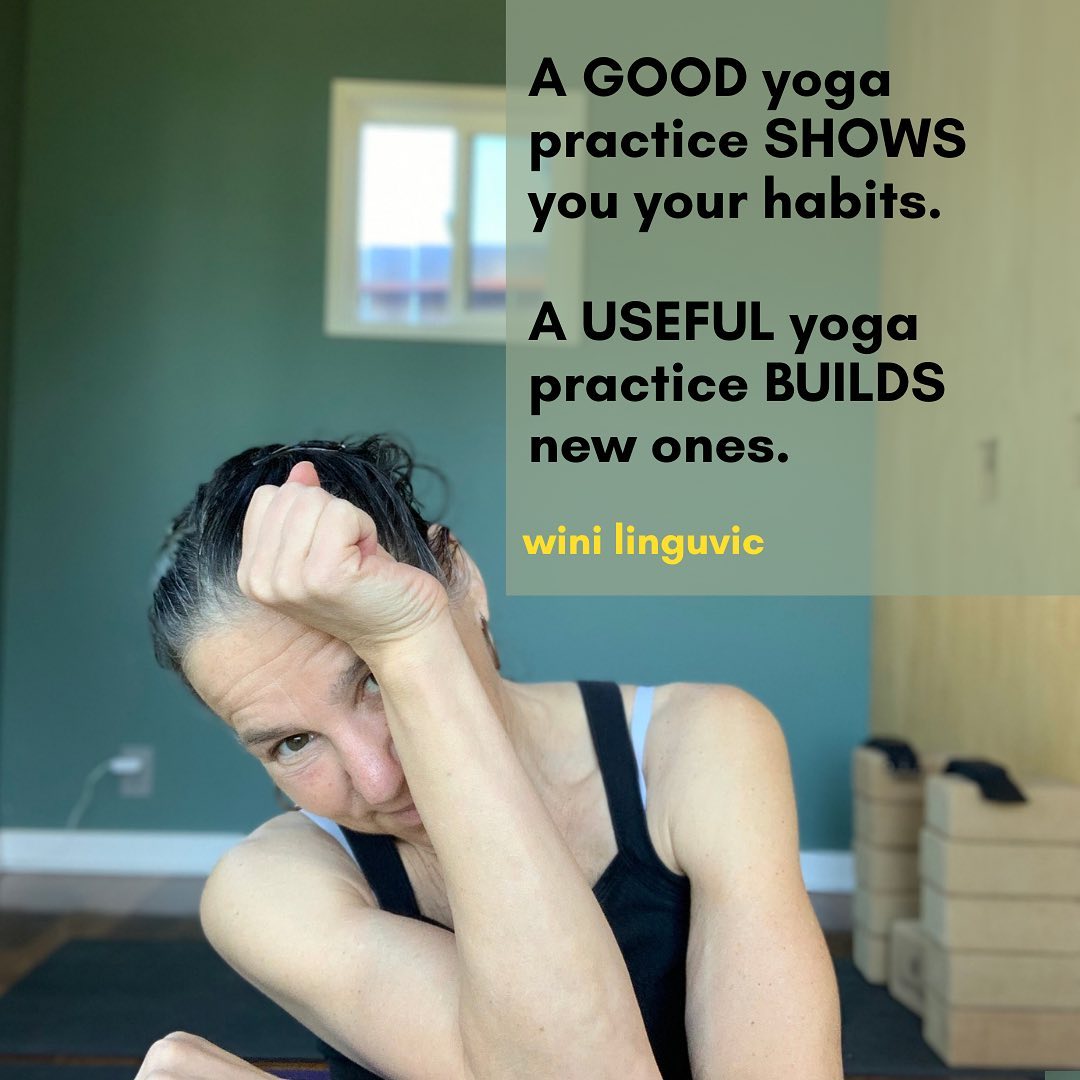 A GOOD yoga
practice SHOWS
you your habits.
A USEFUL yoga
practice BUILDS
new ones.
wini linguvic